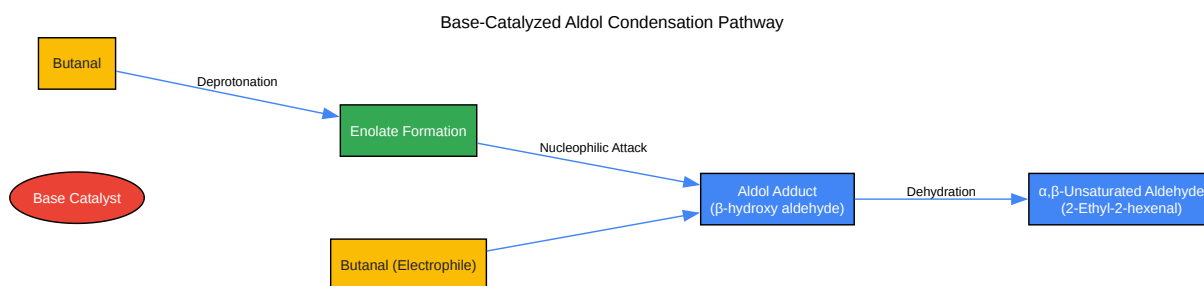 Base-Catalyzed Aldol Condensation Pathway
Butanal
Deprotonation
Enolate Formation
Nucleophilic Attack
Base Catalyst
Aldol Adduct
(β-hydroxy aldehyde)
Dehydration
α,β-Unsaturated Aldehyde
(2-Ethyl-2-hexenal)
Butanal (Electrophile)